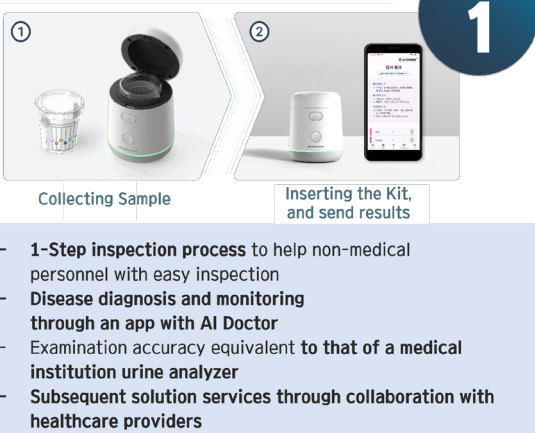 1
1
2
Collecting Sample
Inserting the Kit,
and send results
- 1-Step inspection process to help non-medical
personnel with easy inspection
- Disease diagnosis and monitoring
through an app with AI Doctor
- Examination accuracy equivalent to that of a medical
institution urine analyzer
- Subsequent solution services through collaboration with
healthcare providers